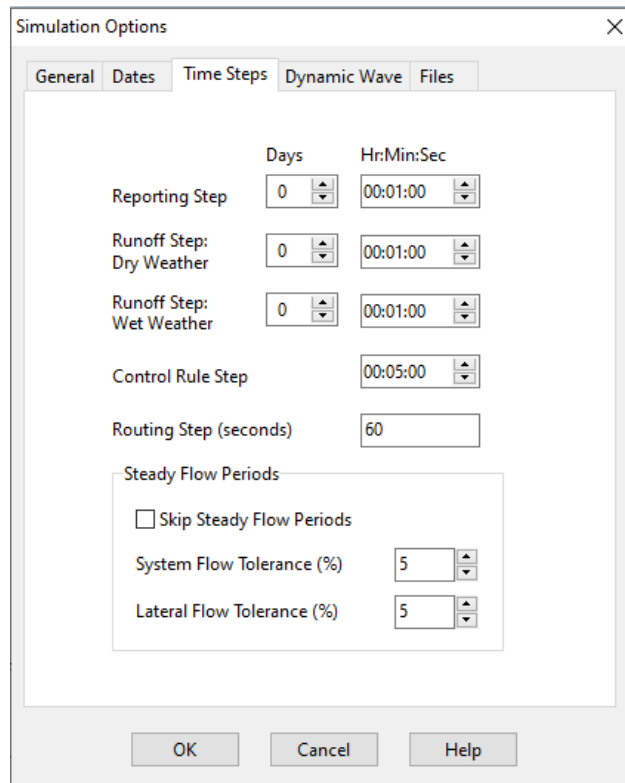 Simulation Options
General Dates Time Steps Dynamic Wave Files
Days Hr:Min:Sec
Reporting Step 0 00:01:00
Runoff Step:
Dry Weather 0 00:01:00
Runoff Step:
Wet Weather 0 00:01:00
Control Rule Step 00:05:00
Routing Step (seconds) 60
Steady Flow Periods
Skip Steady Flow Periods
System Flow Tolerance (%) 5
Lateral Flow Tolerance (%) 5
OK Cancel Help